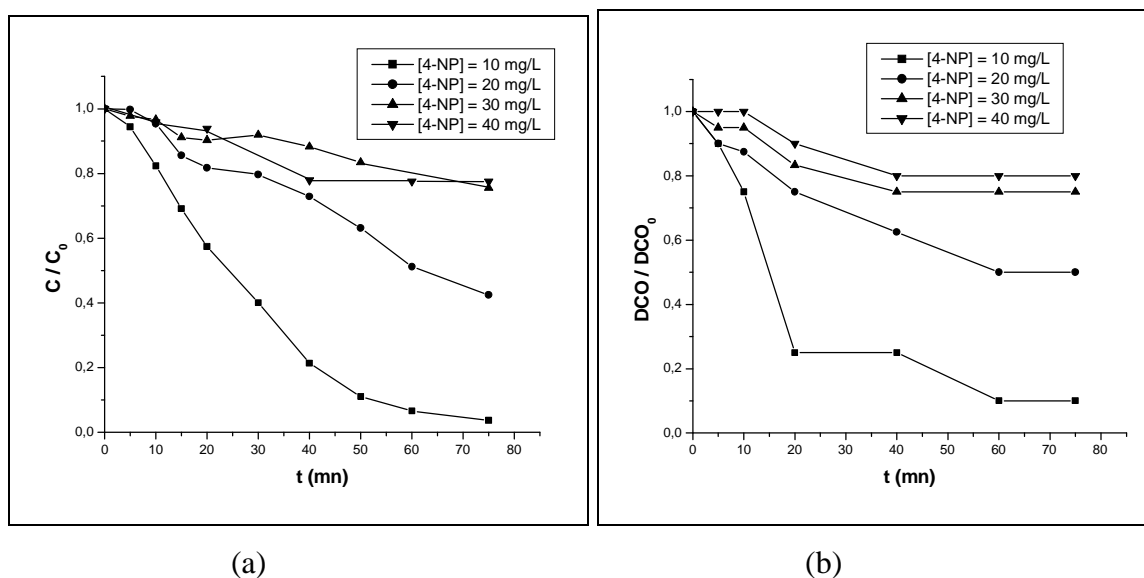 [4-NP] = 10 mg/L
[4-NP] = 20 mg/L
[4-NP] = 30 mg/L
[4-NP] = 40 mg/L
1,0
0,8
0,6
0,4
0,2
0,0
C / C0
0 10 20 30 40 50 60 70 80
t (mn)
(a)
[4-NP] = 10 mg/L
[4-NP] = 20 mg/L
[4-NP] = 30 mg/L
[4-NP] = 40 mg/L
1,0
0,8
0,6
0,4
0,2
0,0
DCO / DCO0
0 10 20 30 40 50 60 70 80
t (mn)
(b)